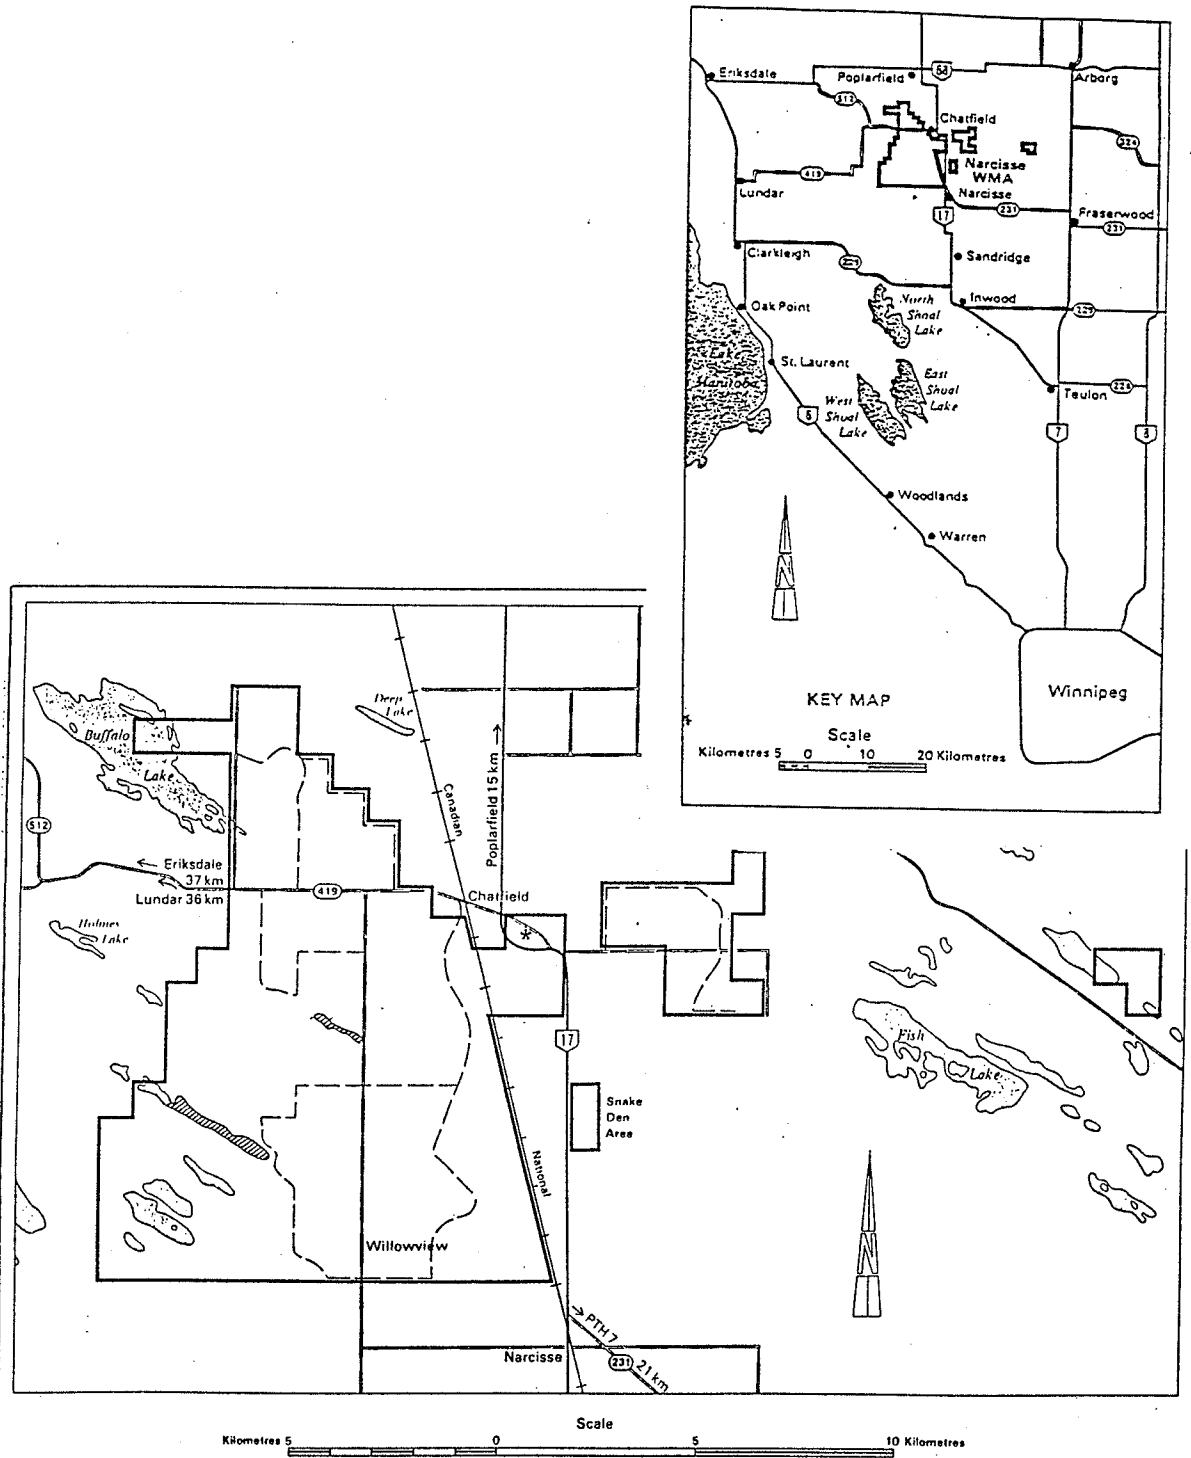 Eriksdale
Poplarfield
68
Arborg
512
Chatfield
224
419
Narcisse
WMA
Lundar
Narcisse
17
231
Fraserwood
231
Clarkleigh
229
Sandridge
Oak Point
North
Shoal
Lake
Inwood
229
Lake
Manitoba
St. Laurent
East
Shoal
Lake
West
Shoal
Lake
6
224
Teulon
7
8
Woodlands
Warren
N
Winnipeg
KEY MAP
Scale
Kilometres 5 0 10 20 Kilometres
Deep
Lake
Buffalo
Lake
Poplarfield 15 km
Canadian
512
Eriksdale
37 km
Lundar 36 km
419
Chatfield
*
Holmes
Lake
17
Fish
Lake
Snake
Den
Area
National
N
Willowview
PTH 7
Narcisse
231
21 km
Scale
Kilometres 5 0 5 10 Kilometres